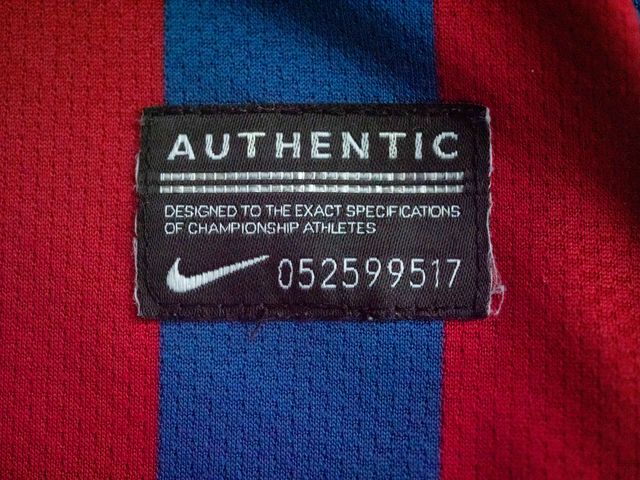 AUTHENTIC
DESIGNED TO THE EXACT SPECIFICATIONS
OF CHAMPIONSHIP ATHLETES
052599517